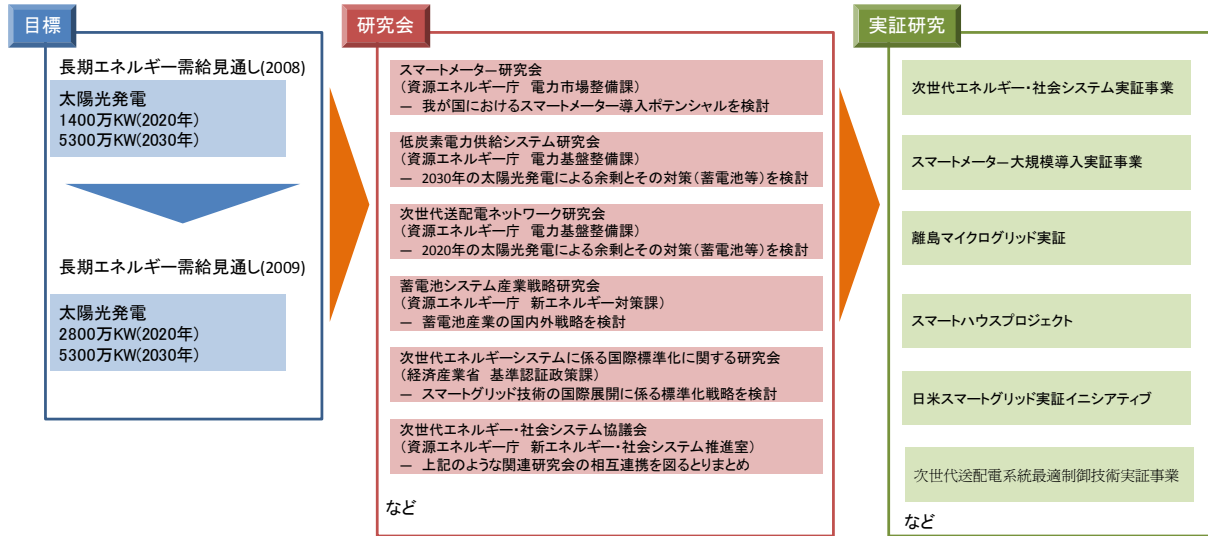 目標
長期エネルギー需給見通し(2008)
太陽光発電
1400万KW(2020年)
5300万KW(2030年)
長期エネルギー需給見通し(2009)
太陽光発電
2800万KW(2020年)
5300万KW(2030年)
研究会
スマートメーター研究会
(資源エネルギー庁 電力市場整備課)
― 我が国におけるスマートメーター導入ポテンシャルを検討
低炭素電力供給システム研究会
(資源エネルギー庁 電力基盤整備課)
― 2030年の太陽光発電による余剰とその対策(蓄電池等)を検討
次世代送配電ネットワーク研究会
(資源エネルギー庁 電力基盤整備課)
― 2020年の太陽光発電による余剰とその対策(蓄電池等)を検討
蓄電池システム産業戦略研究会
(資源エネルギー庁 新エネルギー対策課)
― 蓄電池産業の国内外戦略を検討
次世代エネルギーシステムに係る国際標準化に関する研究会
(経済産業省 基準認証政策課)
― スマートグリッド技術の国際展開に係る標準化戦略を検討
次世代エネルギー・社会システム協議会
(資源エネルギー庁 新エネルギー・社会システム推進室)
― 上記のような関連研究会の相互連携を図るとりまとめ
など
実証研究
次世代エネルギー・社会システム実証事業
スマートメーター大規模導入実証事業
離島マイクログリッド実証
スマートハウスプロジェクト
日米スマートグリッド実証イニシアティブ
次世代送配電系統最適制御技術実証事業
など